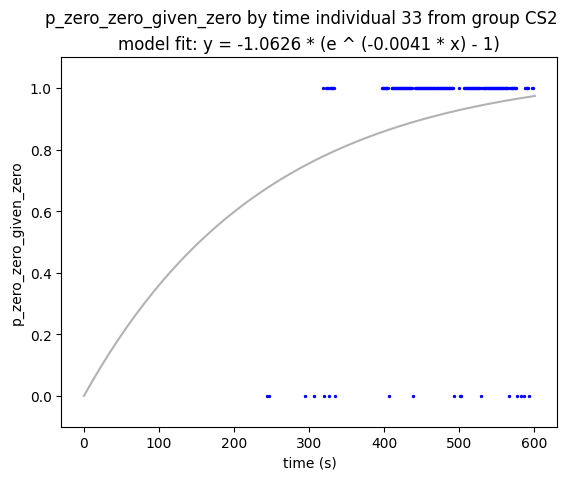 p_zero_zero_given_zero by time individual 33 from group CS2
model fit: y = -1.0626 * (e ^ (-0.0041 * x) - 1)
1.0
0.8
0.6
0.4
0.2
0.0
p_zero_zero_given_zero
0 100 200 300 400 500 600
time (s)